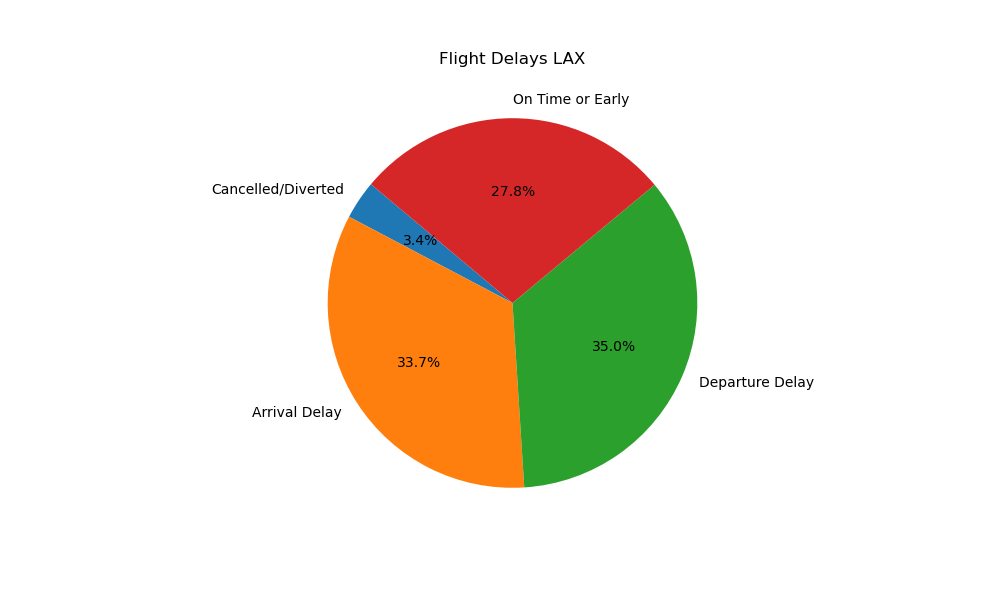 Flight Delays LAX
On Time or Early
Cancelled/Diverted
27.8%
3.4%
35.0%
33.7%
Departure Delay
Arrival Delay